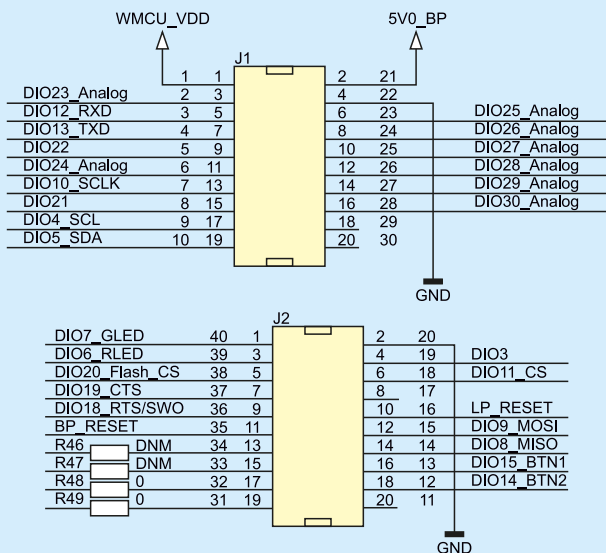 WMCU_VDD 5V0_BP
J1
1 1 2 21
DIO23_Analog 2 3 4 22
DIO12_RXD 3 5 6 23 DIO25_Analog
DIO13_TXD 4 7 8 24 DIO26_Analog
DIO22 5 9 10 25 DIO27_Analog
DIO24_Analog 6 11 12 26 DIO28_Analog
DIO10_SCLK 7 13 14 27 DIO29_Analog
DIO21 8 15 16 28 DIO30_Analog
DIO4_SCL 9 17 18 29
DIO5_SDA 10 19 20 30
GND
J2
DIO7_GLED 40 1 2 20
DIO6_RLED 39 3 4 19 DIO3
DIO20_Flash_CS 38 5 6 18 DIO11_CS
DIO19_CTS 37 7 8 17
DIO18_RTS/SWO 36 9 10 16 LP_RESET
BP_RESET 35 11 12 15 DIO9_MOSI
R46 DNM 34 13 14 14 DIO8_MISO
R47 DNM 33 15 16 13 DIO15_BTN1
R48 0 32 17 18 12 DIO14_BTN2
R49 0 31 19 20 11
GND